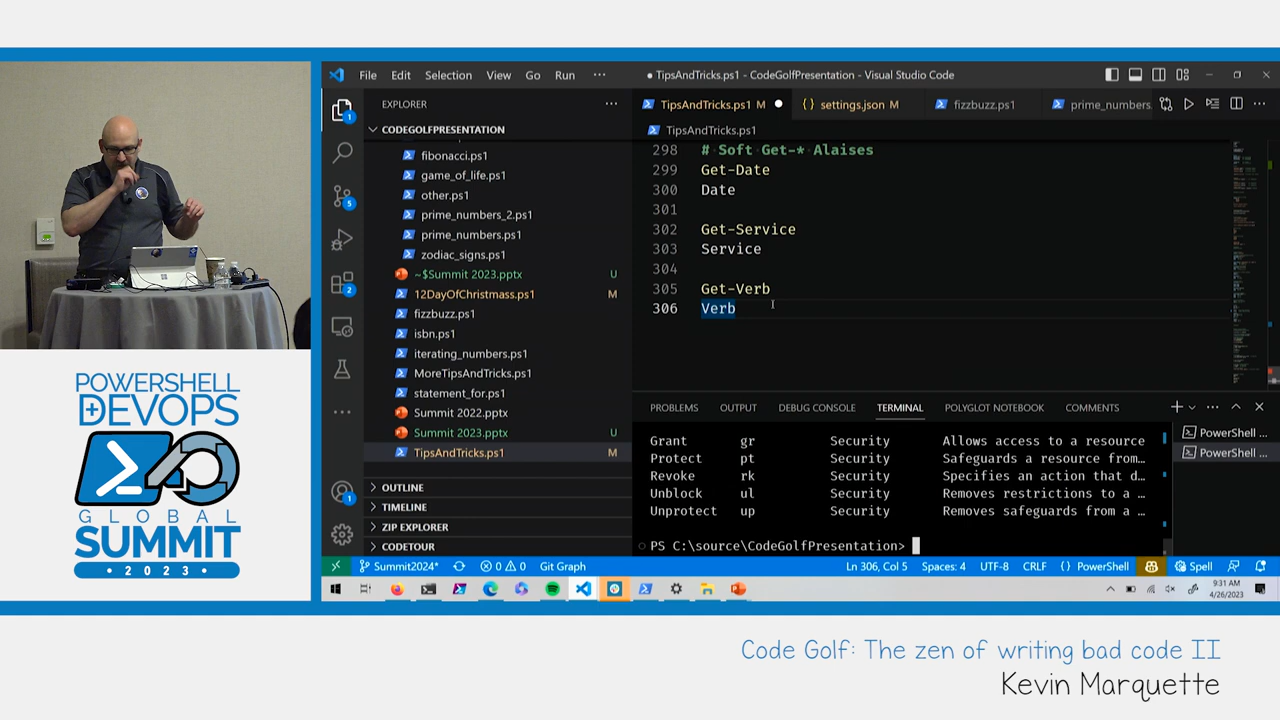 File Edit Selection View Go Run ··· ● TipsAndTricks.ps1 - CodeGolfPresentation - Visual Studio Code
EXPLORER ···
TipsAndTricks.ps1 M ● settings.json M fizzbuzz.ps1 prime_numbers. ···
CODEGOLFPRESENTATION
TipsAndTricks.ps1
fibonacci.ps1
game_of_life.ps1
other.ps1
prime_numbers_2.ps1
prime_numbers.ps1
zodiac_signs.ps1
~$Summit 2023.pptx U
12DayOfChristmass.ps1 M
fizzbuzz.ps1
isbn.ps1
iterating_numbers.ps1
MoreTipsAndTricks.ps1
statement_for.ps1
Summit 2022.pptx
Summit 2023.pptx U
TipsAndTricks.ps1 M
OUTLINE
TIMELINE
ZIP EXPLORER
CODETOUR
1
5
2
1
298 # Soft Get-* Alaises
299 Get-Date
300 Date
301
302 Get-Service
303 Service
304
305 Get-Verb
306 Verb
PROBLEMS OUTPUT DEBUG CONSOLE TERMINAL POLYGLOT NOTEBOOK COMMENTS
Grant gr Security Allows access to a resource
Protect pt Security Safeguards a resource from…
Revoke rk Security Specifies an action that d…
Unblock ul Security Removes restrictions to a …
Unprotect up Security Removes safeguards from a …
PS C:\source\CodeGolfPresentation>
PowerShell ...
PowerShell ...
Summit2024* 0 0 Git Graph Ln 306, Col 5 Spaces: 4 UTF-8 CRLF { } PowerShell Spell
9:31 AM
4/26/2023
POWERSHELL
+DEVOPS
GLOBAL
SUMMIT
• 2023 •
Code Golf: The zen of writing bad code II
Kevin Marquette